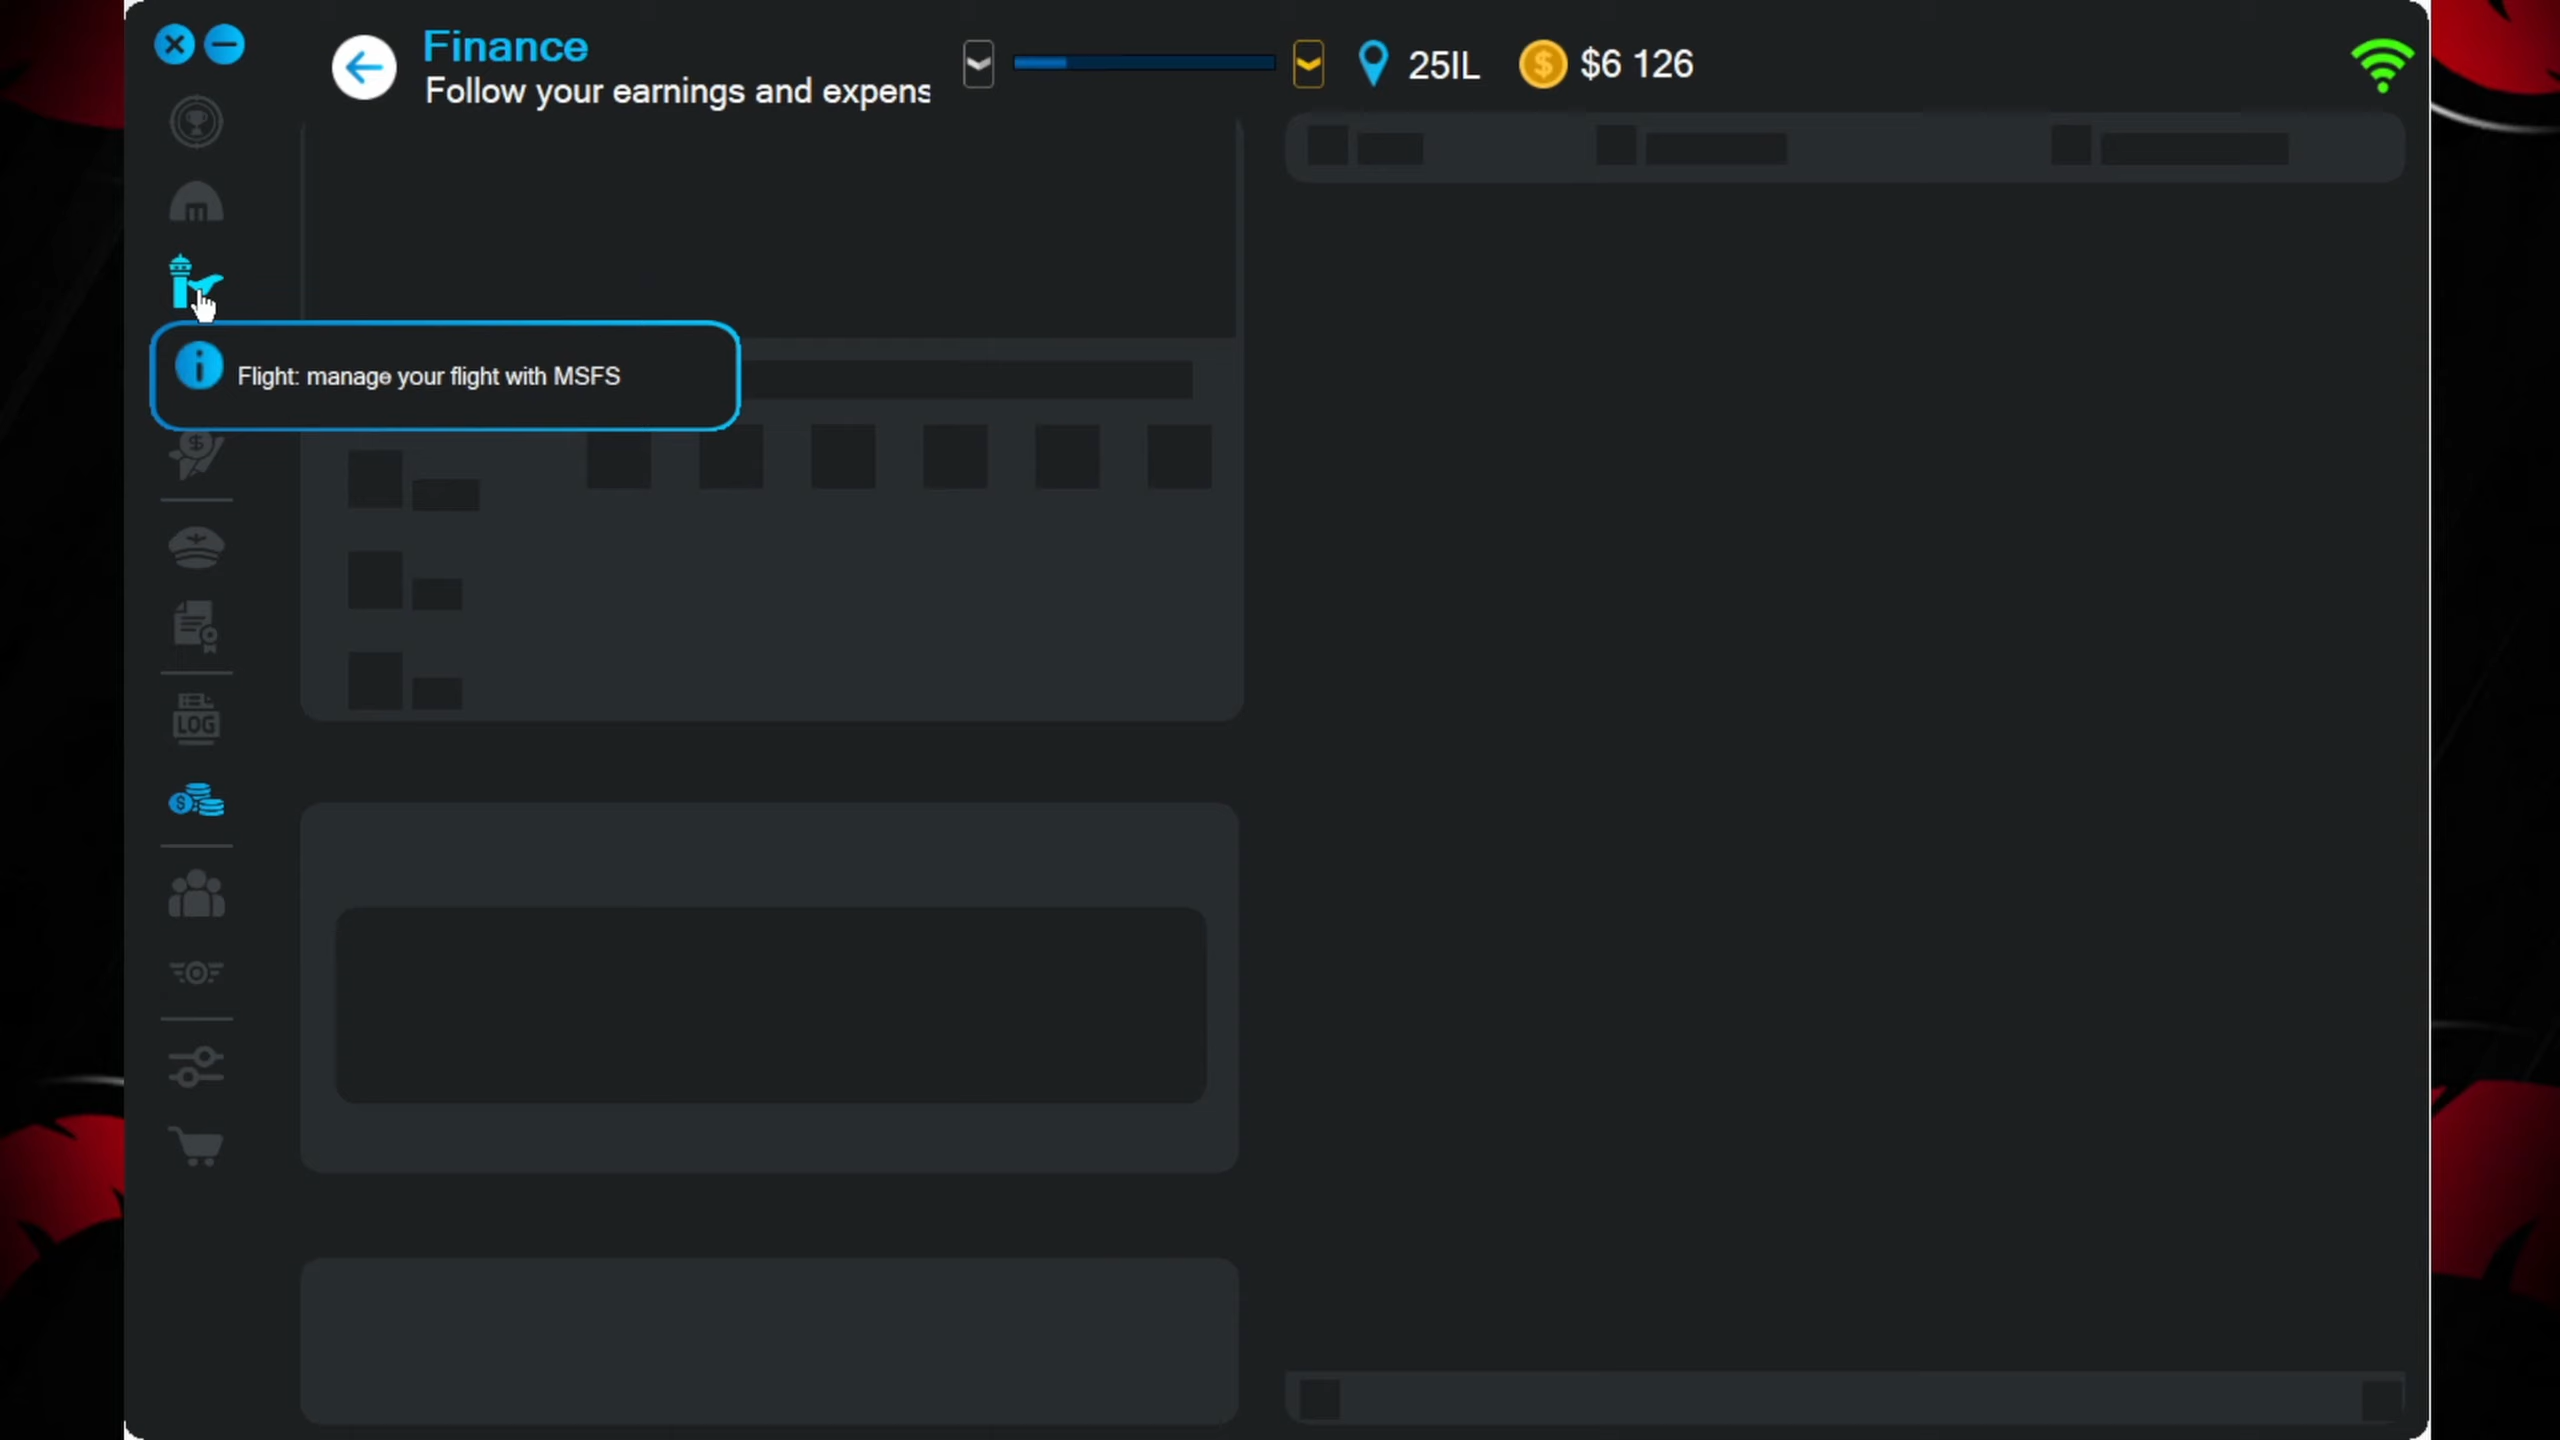 Finance
Follow your earnings and expens
25IL
$6 126
Flight: manage your flight with MSFS
LOG